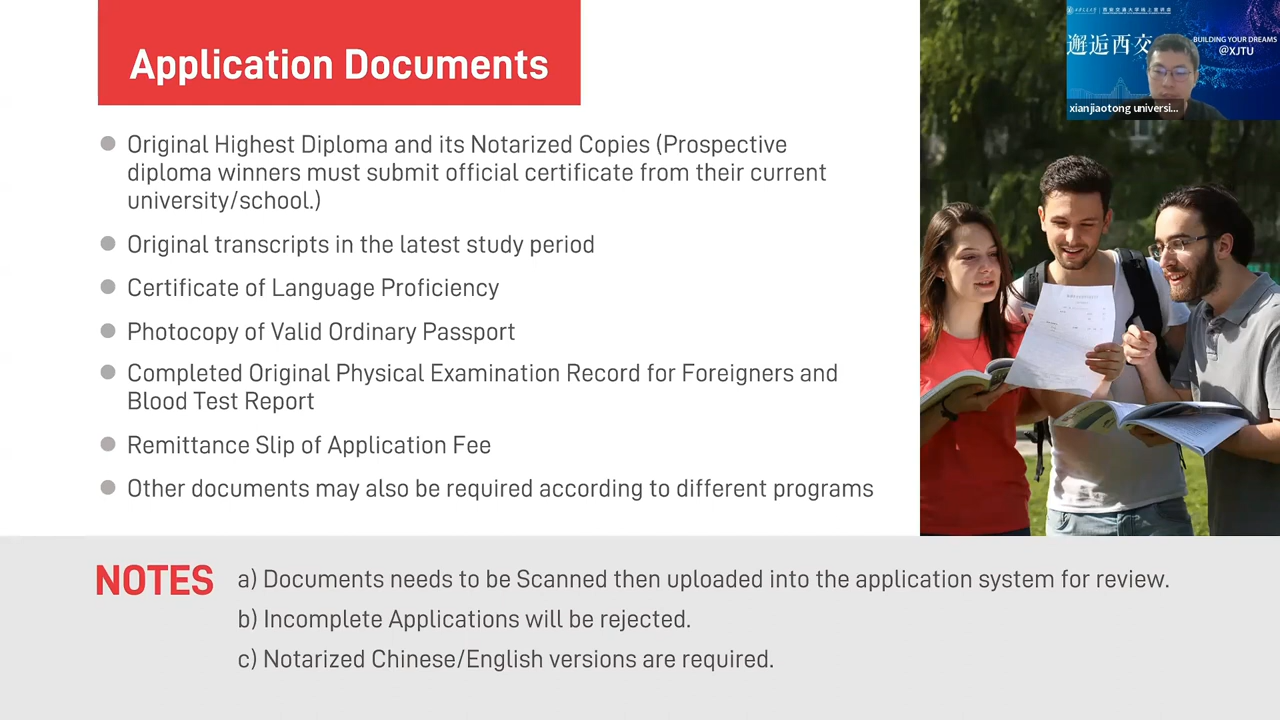 Application Documents
Original Highest Diploma and its Notarized Copies (Prospective
diploma winners must submit official certificate from their current
university/school.)
Original transcripts in the latest study period
Certificate of Language Proficiency
Photocopy of Valid Ordinary Passport
Completed Original Physical Examination Record for Foreigners and
Blood Test Report
Remittance Slip of Application Fee
Other documents may also be required according to different programs
NOTES
a) Documents needs to be Scanned then uploaded into the application system for review.
b) Incomplete Applications will be rejected.
c) Notarized Chinese/English versions are required.
邂逅西交
BUILDING YOUR DREAMS
@XJTU
xianjiaotong universi...